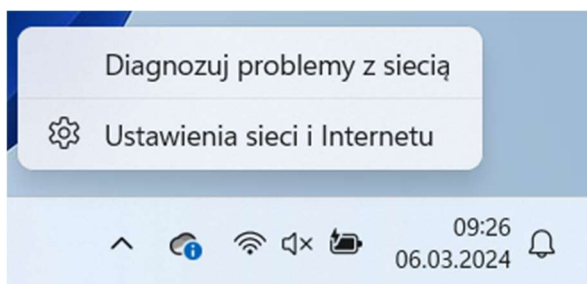 Diagnozuj problemy z siecią
Ustawienia sieci i Internetu
09:26
06.03.2024